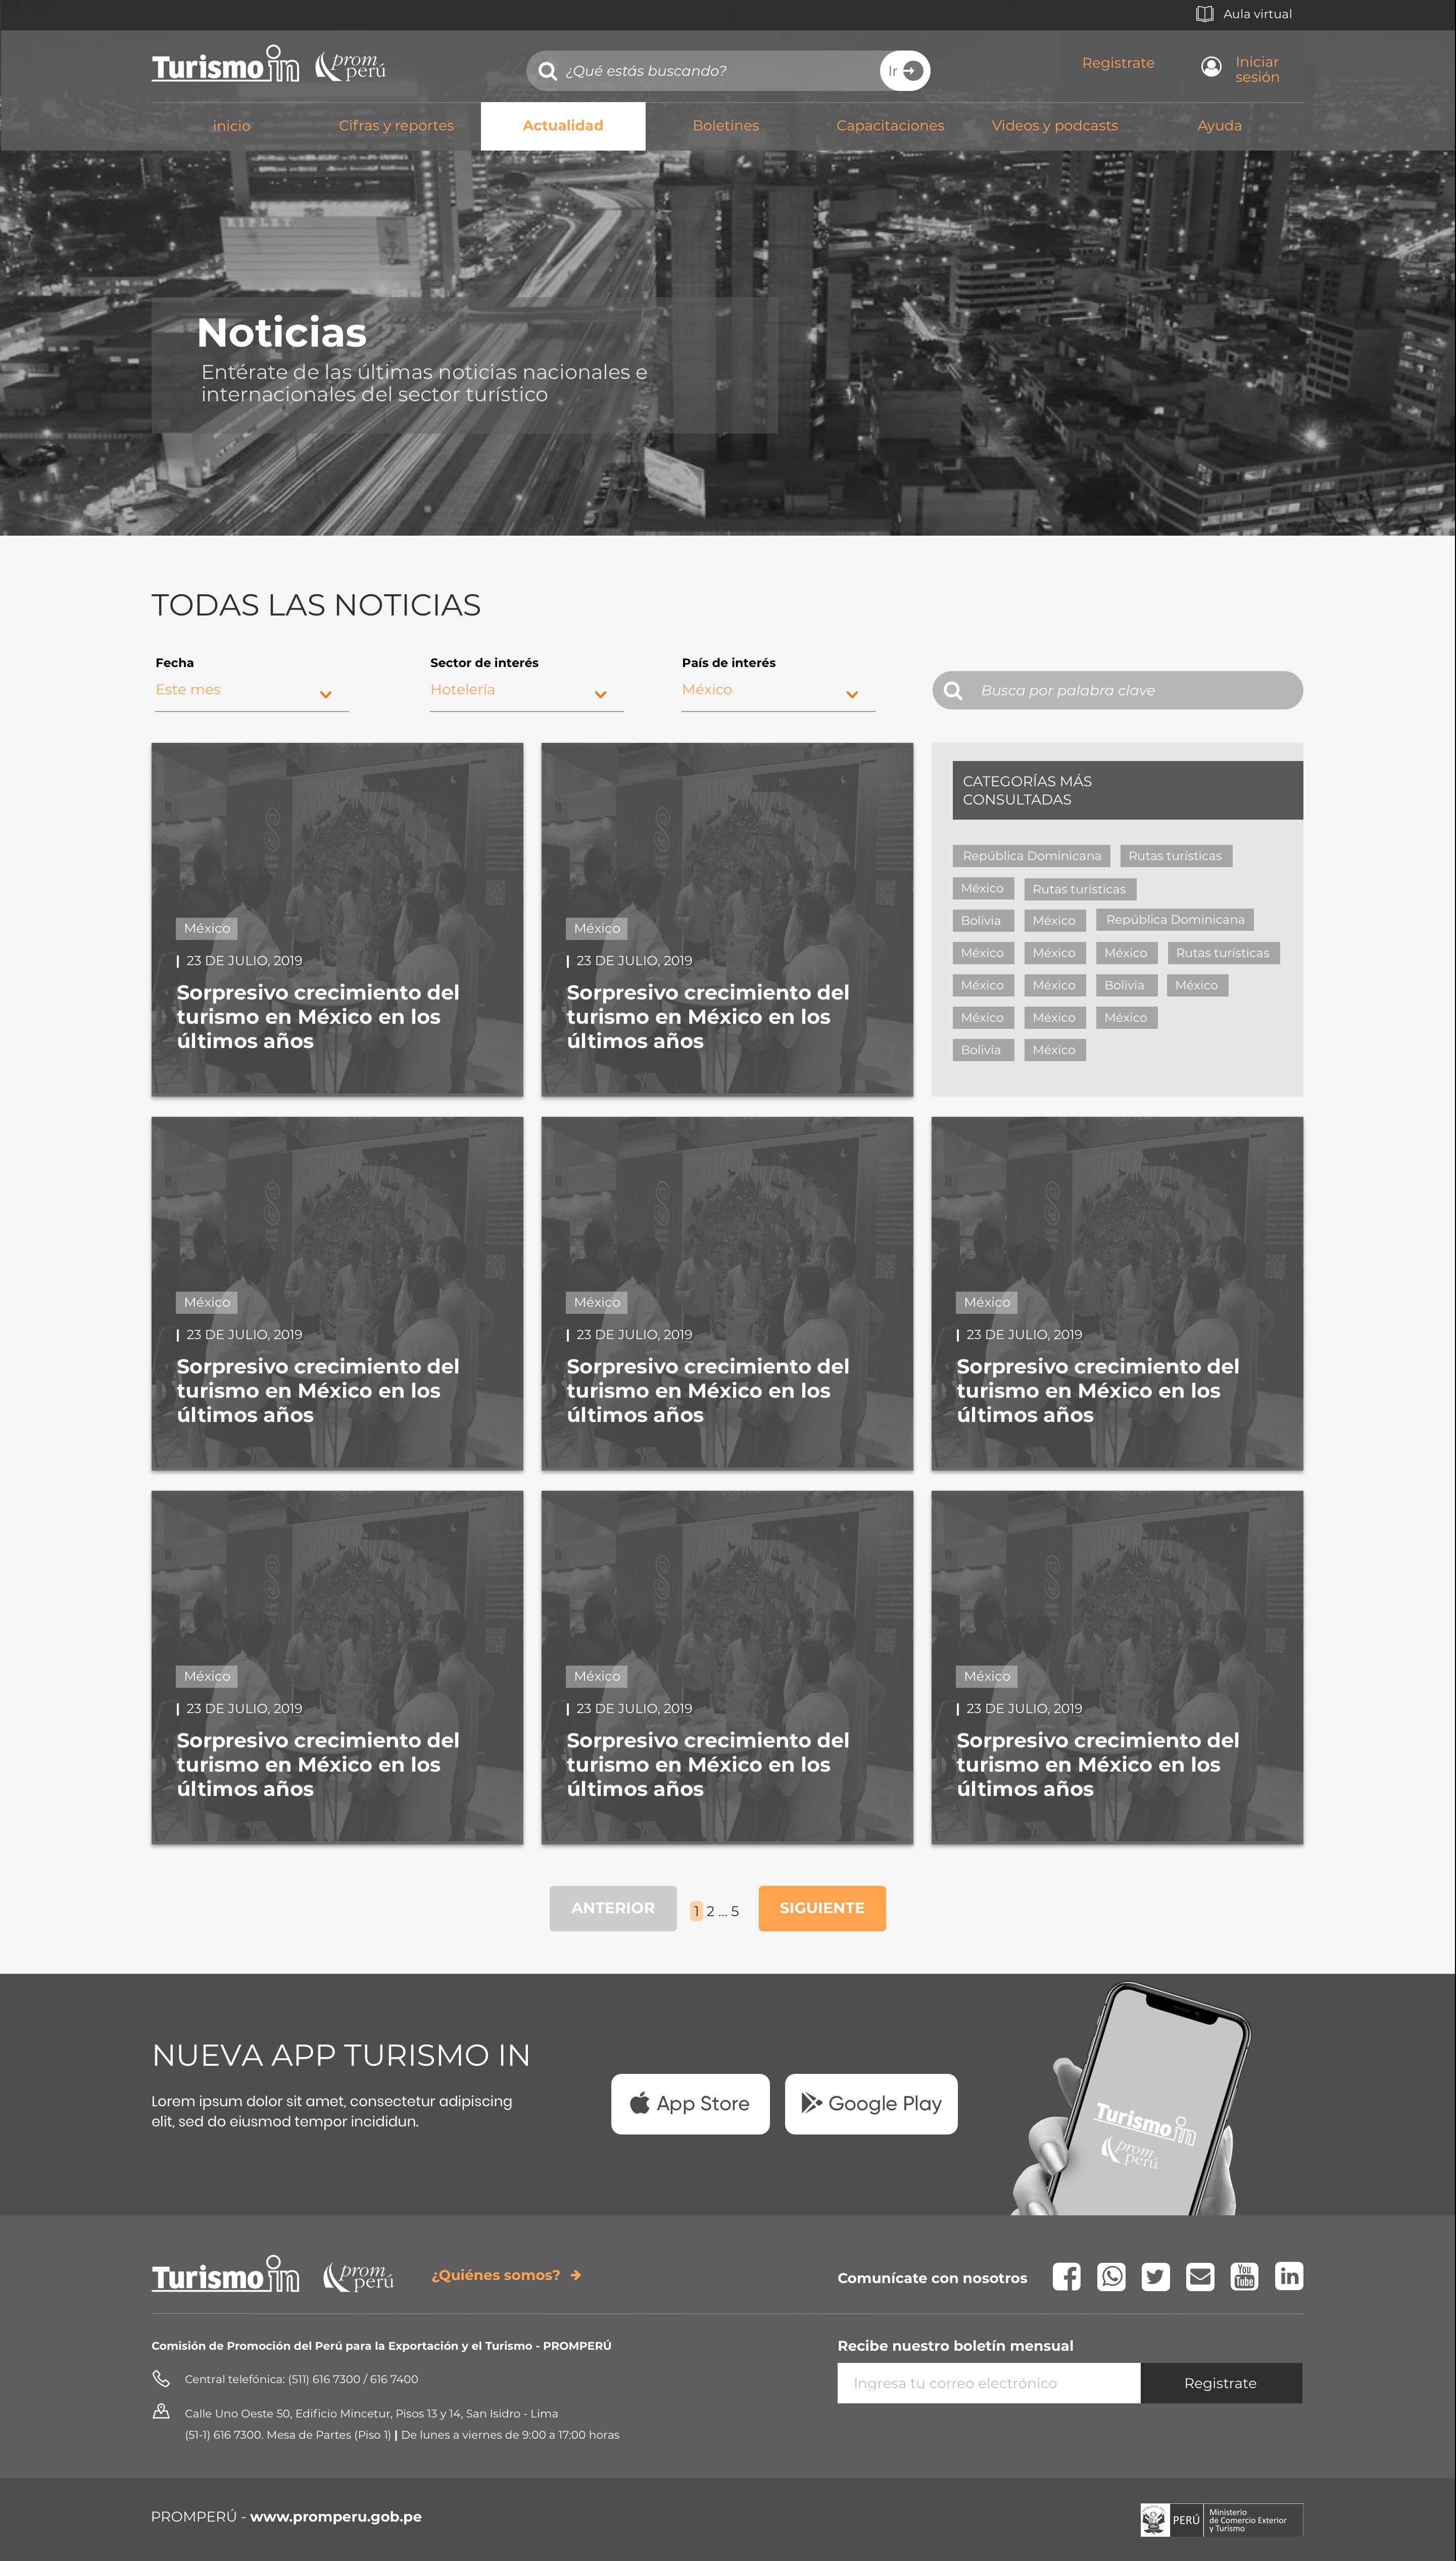 Aula virtual
Turismo in
prom
perú
¿Qué estás buscando?
Ir
Registrate
Iniciar
sesión
inicio
Cifras y reportes
Actualidad
Boletines
Capacitaciones
Videos y podcasts
Ayuda
RIPLEY
Noticias
Entérate de las últimas noticias nacionales e
internacionales del sector turístico
TODAS LAS NOTICIAS
Fecha
Este mes
Sector de interés
Hotelería
País de interés
México
Busca por palabra clave
México
23 DE JULIO, 2019
Sorpresivo crecimiento del
turismo en México en los
últimos años
México
23 DE JULIO, 2019
Sorpresivo crecimiento del
turismo en México en los
últimos años
CATEGORÍAS MÁS
CONSULTADAS
República Dominicana Rutas turísticas
México Rutas turísticas
Bolivia México República Dominicana
México México México Rutas turísticas
México México Bolivia México
México México México
Bolivia México
México
23 DE JULIO, 2019
Sorpresivo crecimiento del
turismo en México en los
últimos años
México
23 DE JULIO, 2019
Sorpresivo crecimiento del
turismo en México en los
últimos años
México
23 DE JULIO, 2019
Sorpresivo crecimiento del
turismo en México en los
últimos años
México
23 DE JULIO, 2019
Sorpresivo crecimiento del
turismo en México en los
últimos años
México
23 DE JULIO, 2019
Sorpresivo crecimiento del
turismo en México en los
últimos años
México
23 DE JULIO, 2019
Sorpresivo crecimiento del
turismo en México en los
últimos años
ANTERIOR
1 2 ... 5
SIGUIENTE
NUEVA APP TURISMO IN
Lorem ipsum dolor sit amet, consectetur adipiscing
elit, sed do eiusmod tempor incididun.
App Store
Google Play
Turismo in
prom
perú
Turismo in
prom
perú
¿Quiénes somos?
Comunícate con nosotros
You
Tube
in
Comisión de Promoción del Perú para la Exportación y el Turismo - PROMPERÚ
Central telefónica: (511) 616 7300 / 616 7400
Calle Uno Oeste 50, Edificio Mincetur, Pisos 13 y 14, San Isidro - Lima
(51-1) 616 7300. Mesa de Partes (Piso 1) | De lunes a viernes de 9:00 a 17:00 horas
Recibe nuestro boletín mensual
Ingresa tu correo electrónico
Registrate
PROMPERÚ - www.promperu.gob.pe
PERÚ
Ministerio
de Comercio Exterior
y Turismo